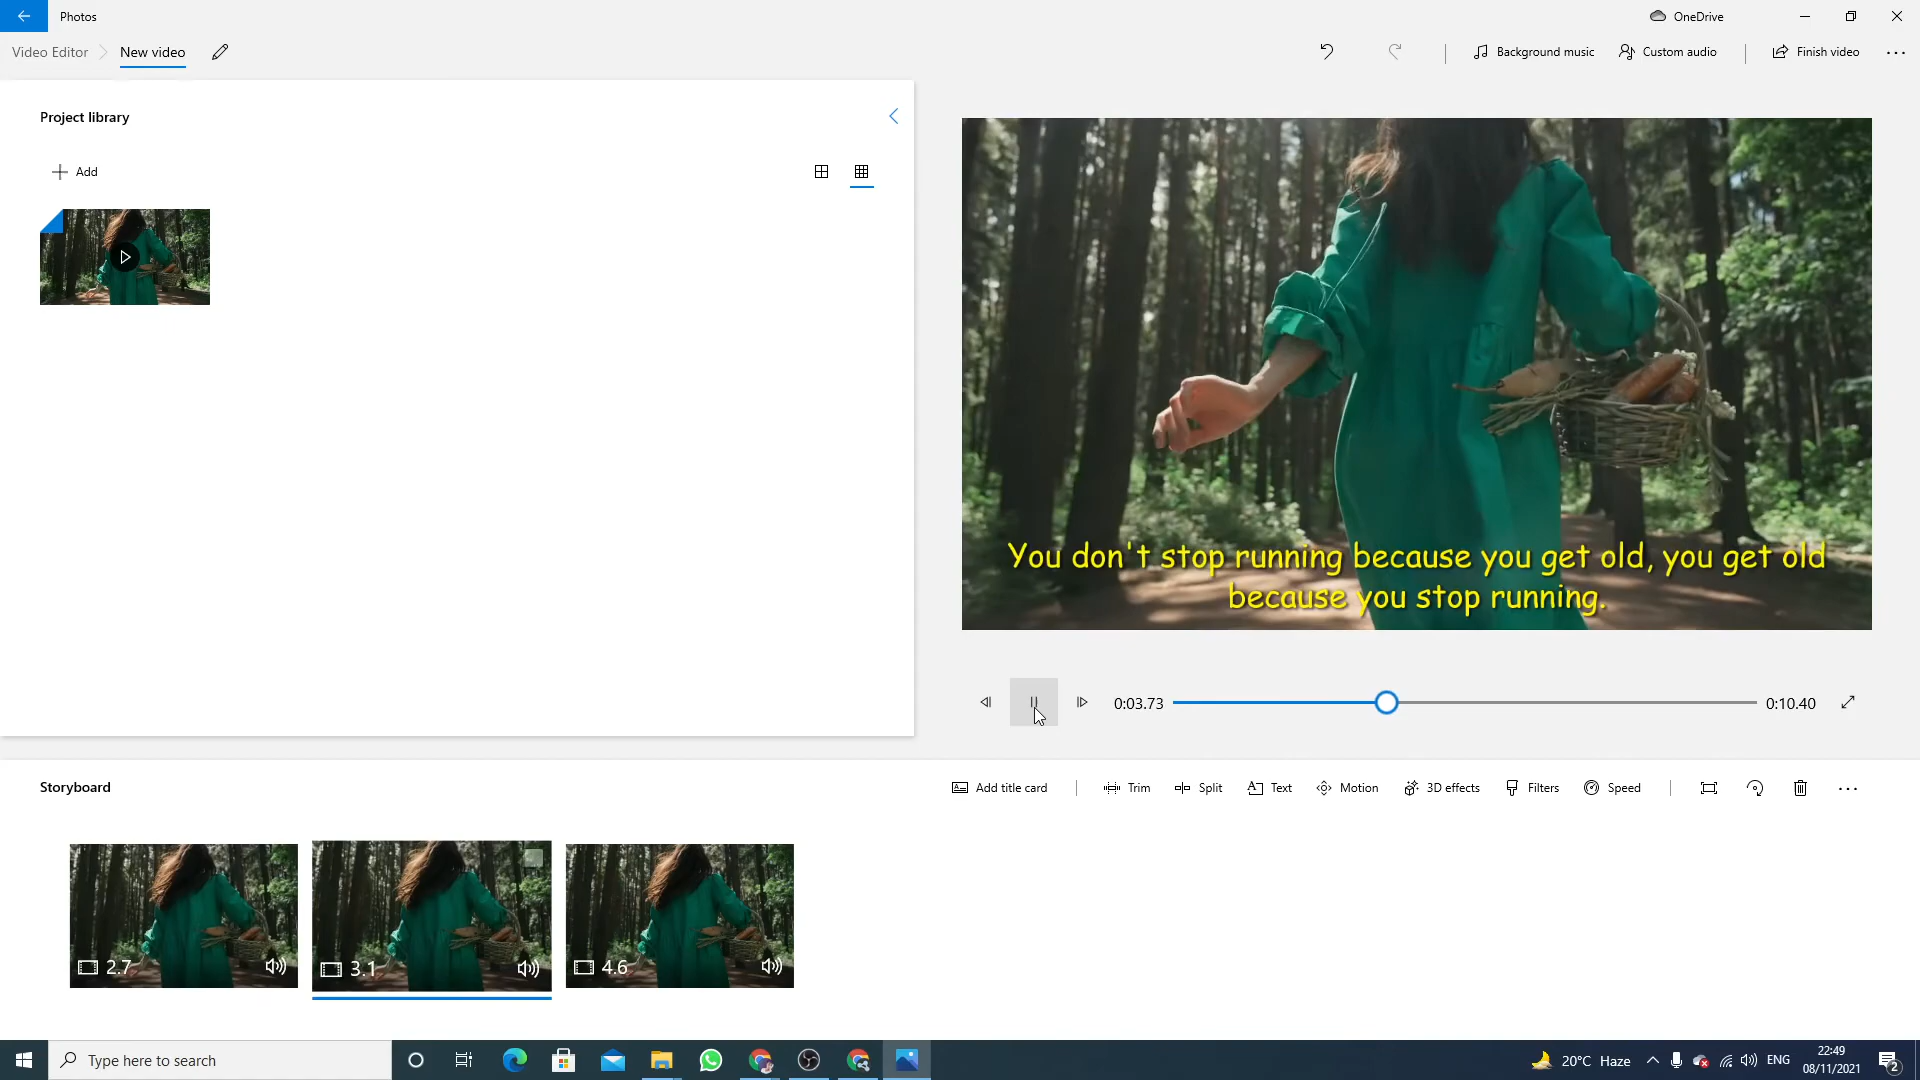 Photos
OneDrive
Video Editor
New video
Background music
Custom audio
Finish video
Project library
Add
You don't stop running because you get old, you get old
because you stop running.
0:03.73
0:10.40
Storyboard
Add title card
Trim
Split
Text
Motion
3D effects
Filters
Speed
2.7
3.1
4.6
Type here to search
20°C Haze
ENG
22:49
08/11/2021
2